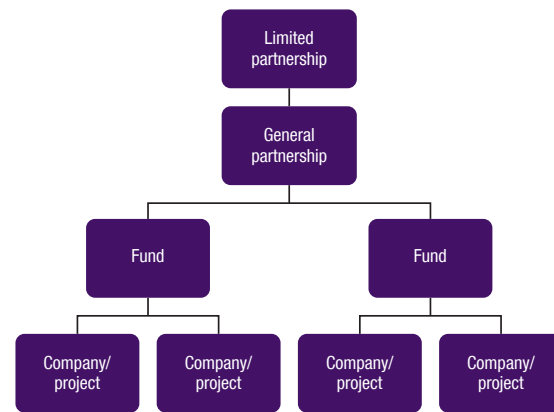 Limited
partnership
General
partnership
Fund
Fund
Company/
project
Company/
project
Company/
project
Company/
project